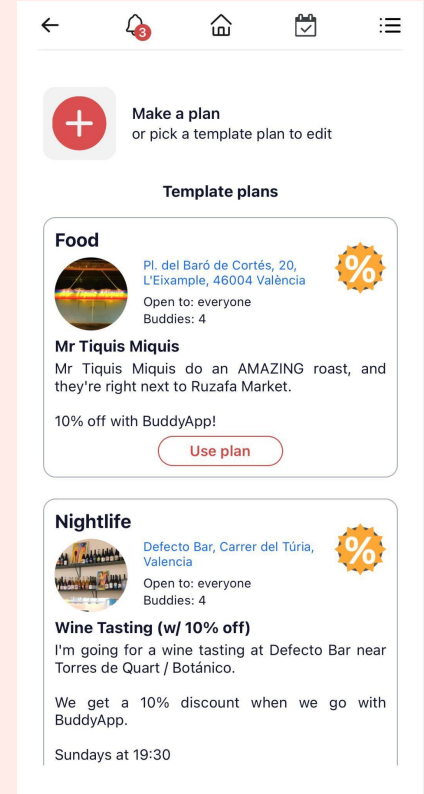 3
Make a plan
or pick a template plan to edit
Template plans
Food
Pl. del Baró de Cortés, 20,
L'Eixample, 46004 València
%
Open to: everyone
Buddies: 4
Mr Tiquis Miquis
Mr Tiquis Miquis do an AMAZING roast, and
they're right next to Ruzafa Market.
10% off with BuddyApp!
Use plan
Nightlife
Defecto Bar, Carrer del Túria,
Valencia
%
Open to: everyone
Buddies: 4
Wine Tasting (w/ 10% off)
I'm going for a wine tasting at Defecto Bar near
Torres de Quart / Botánico.
We get a 10% discount when we go with
BuddyApp.
Sundays at 19:30